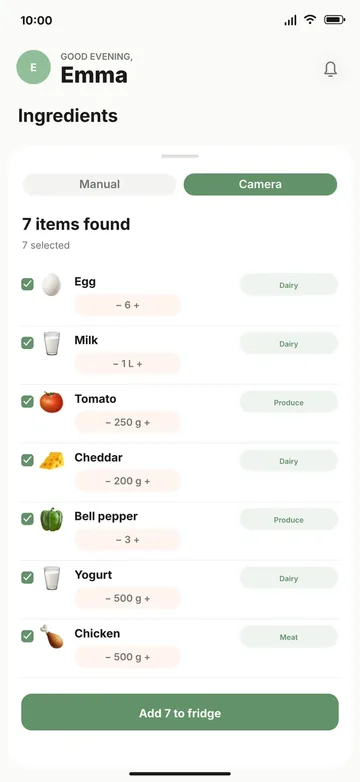 10:00
E
GOOD EVENING,
Emma
Ingredients
Manual
Camera
7 items found
7 selected
Egg
Dairy
– 6 +
Milk
Dairy
– 1 L +
Tomato
Produce
– 250 g +
Cheddar
Dairy
– 200 g +
Bell pepper
Produce
– 3 +
Yogurt
Dairy
– 500 g +
Chicken
Meat
– 500 g +
Add 7 to fridge